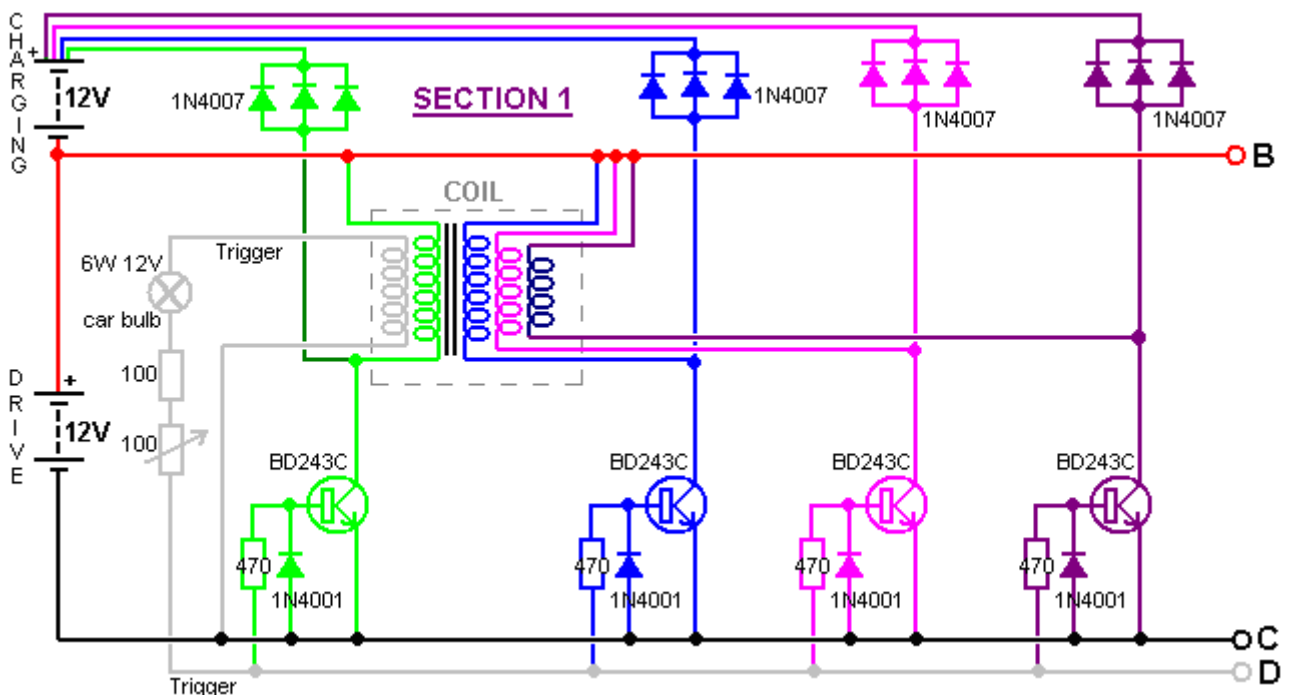 CHARGING
+
12V
1N4007
SECTION 1
1N4007
1N4007
1N4007
B
COIL
Trigger
6W 12V
car bulb
100
100
DRIVE
+
12V
BD243C
BD243C
BD243C
BD243C
470
470
470
470
1N4001
1N4001
1N4001
1N4001
C
D
Trigger